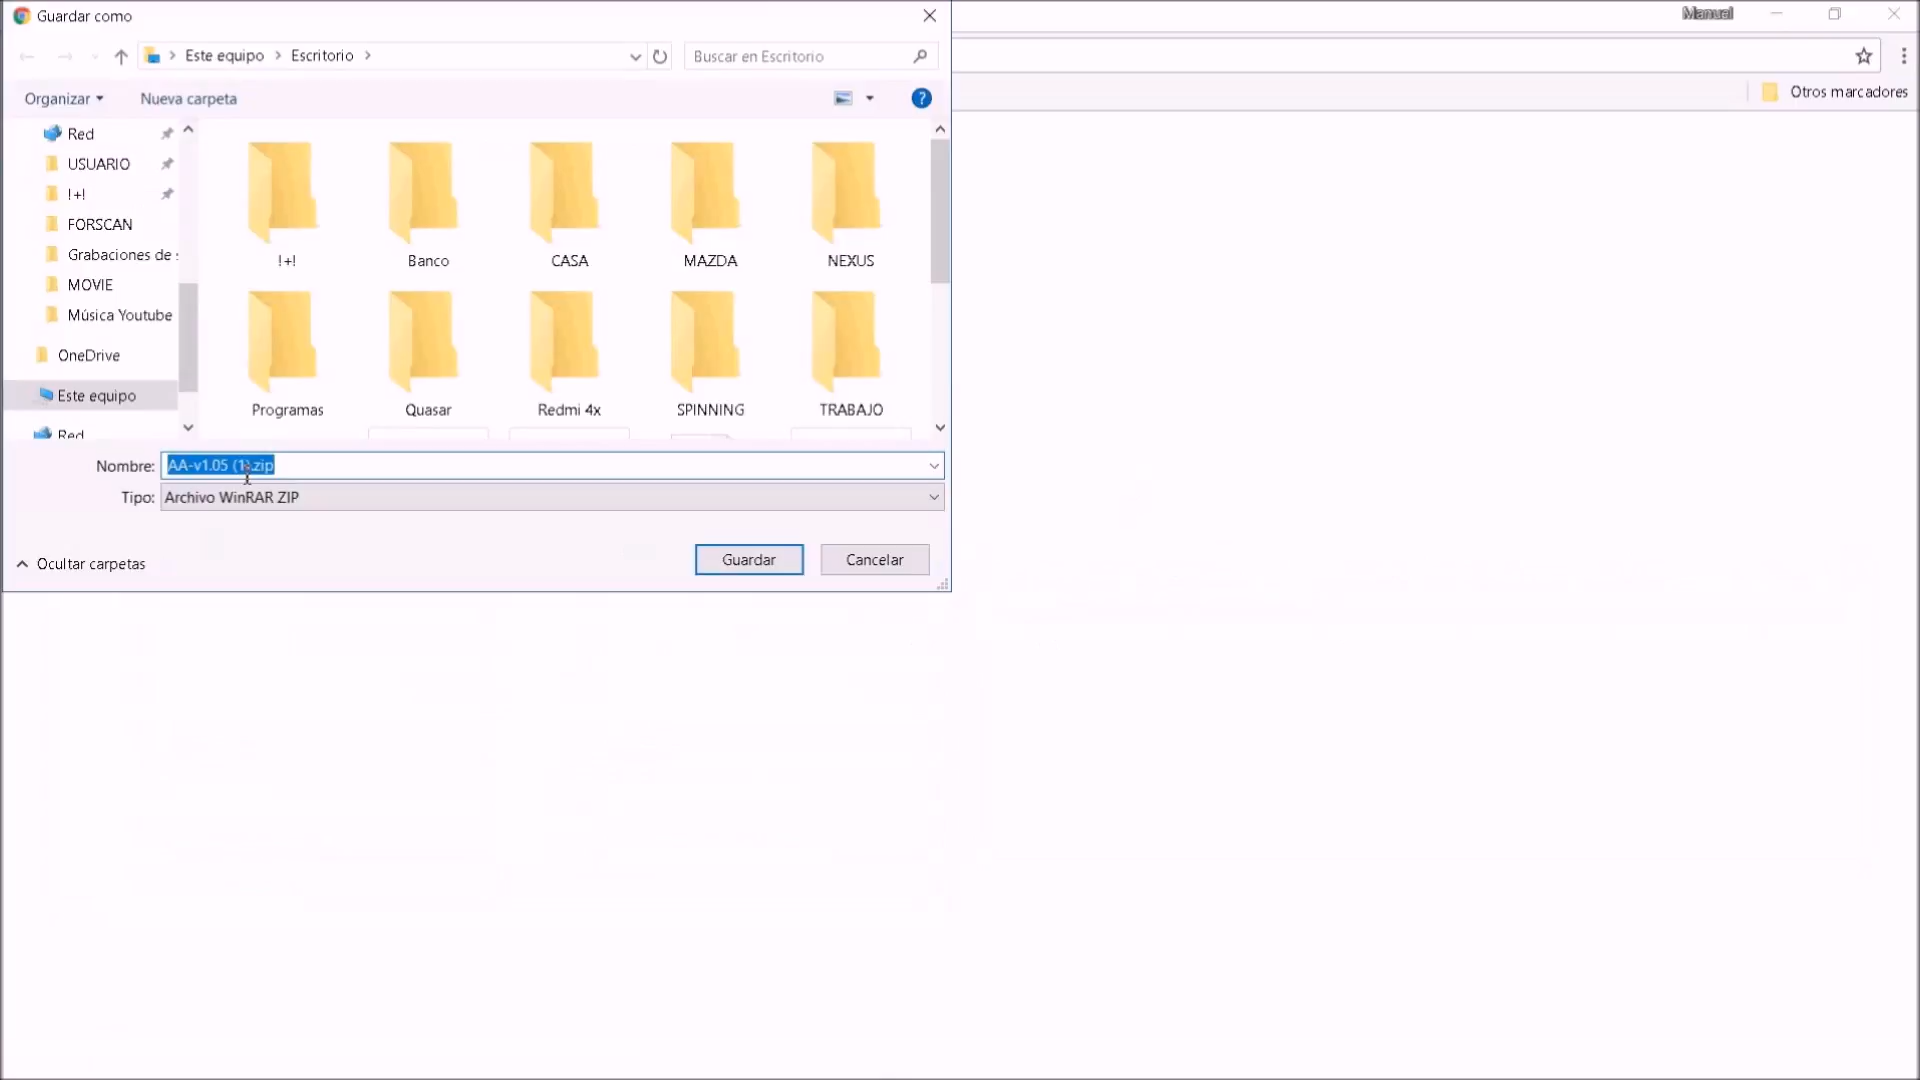 Guardar como
Manuel
Este equipo
Escritorio
Buscar en Escritorio
Organizar
Nueva carpeta
?
Otros marcadores
Red
USUARIO
!+!
FORSCAN
Grabaciones de
MOVIE
Música Youtube
OneDrive
Este equipo
Red
!+!
Banco
CASA
MAZDA
NEXUS
Programas
Quasar
Redmi 4x
SPINNING
TRABAJO
Nombre: AA-v1.05 (1).zip
Tipo: Archivo WinRAR ZIP
Ocultar carpetas
Guardar
Cancelar